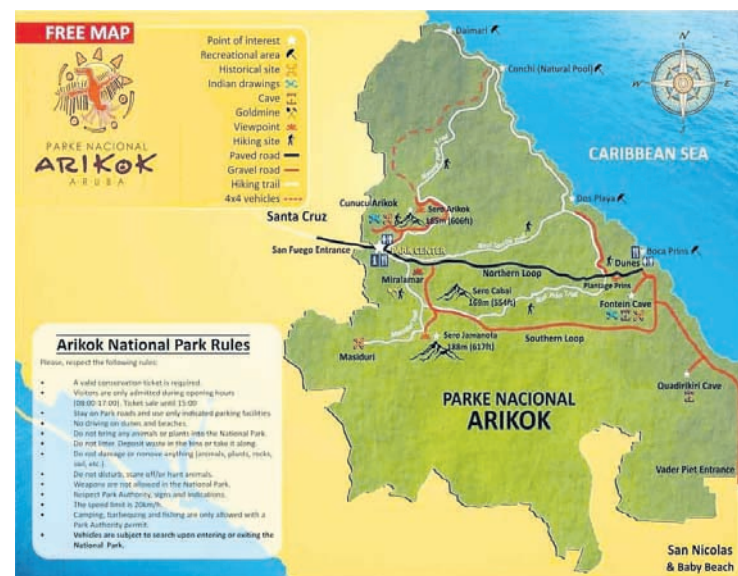 FREE MAP
PARKE NACIONAL
ARIKOK
ARUBA
Point of interest
Recreational area
Historical site
Indian drawings
Cave
Goldmine
Viewpoint
Hiking site
Paved road
Gravel road
Hiking trail
4x4 vehicles
Daimari
Conchi (Natural Pool)
N
W
E
S
CARIBBEAN SEA
Dos Playa
Boca Prins
Dunes
Plantage Prins
Fontein Cave
Cunucu Arikok
Sero Arikok
185m (606ft)
Santa Cruz
San Fuego Entrance
PARK CENTER
Miralamar
Northern Loop
Sero Cabai
169m (554ft)
Sero Jamanota
188m (617ft)
Southern Loop
Masiduri
Quadirikiri Cave
PARKE NACIONAL
ARIKOK
Vader Piet Entrance
San Nicolas
& Baby Beach
Arikok National Park Rules
Please, respect the following rules:
• A valid conservation ticket is required.
• Visitors are only admitted during opening hours
(08:00-17:00). Ticket sale until 15:00
• Stay on Park roads and use only indicated parking facilities
• No driving on dunes and beaches.
• Do not bring any animals or plants into the National Park.
• Do not litter. Deposit waste in the bins or take it along.
• Do not damage or remove anything (animals, plants, rocks,
soil, etc.)
• Do not disturb, scare off/or hunt animals.
• Weapons are not allowed in the National Park.
• Respect Park Authority, signs and indications.
• The speed limit is 20km/h.
• Camping, barbequing and fishing are only allowed with a
Park Authority permit.
• Vehicles are subject to search upon entering or exiting the
National Park.